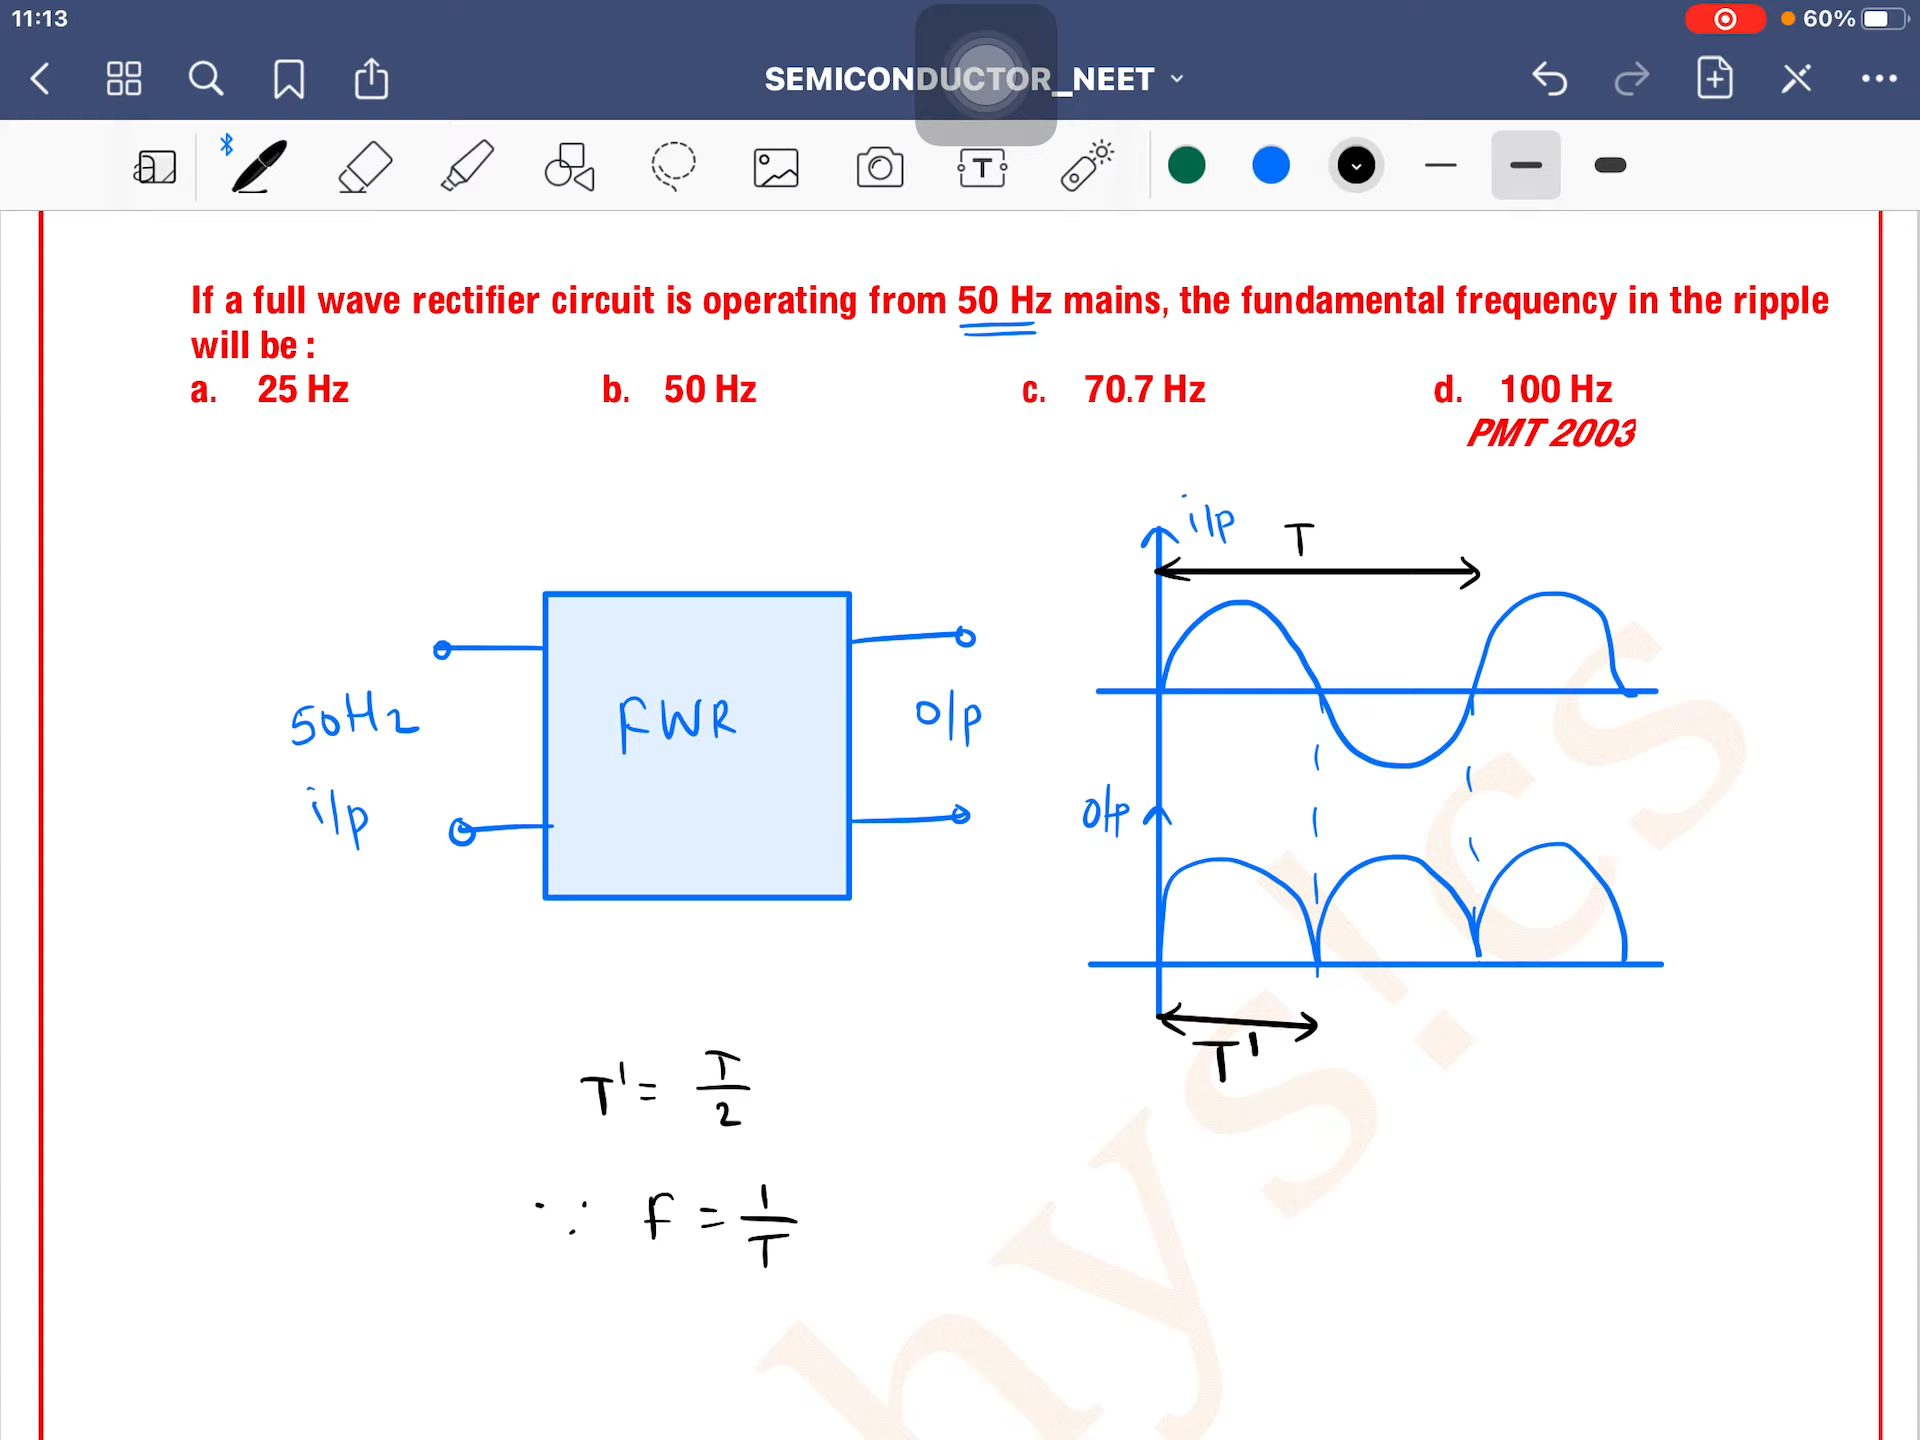 11:13
60%
SEMICONDUCTOR_NEET
If a full wave rectifier circuit is operating from 50 Hz mains, the fundamental frequency in the ripple
will be :
a. 25 Hz b. 50 Hz c. 70.7 Hz d. 100 Hz
PMT 2003
i/p
T
50Hz
i/p
FWR
o/p
o/p
T'
T' = T/2
∵ f = 1/T
hysics